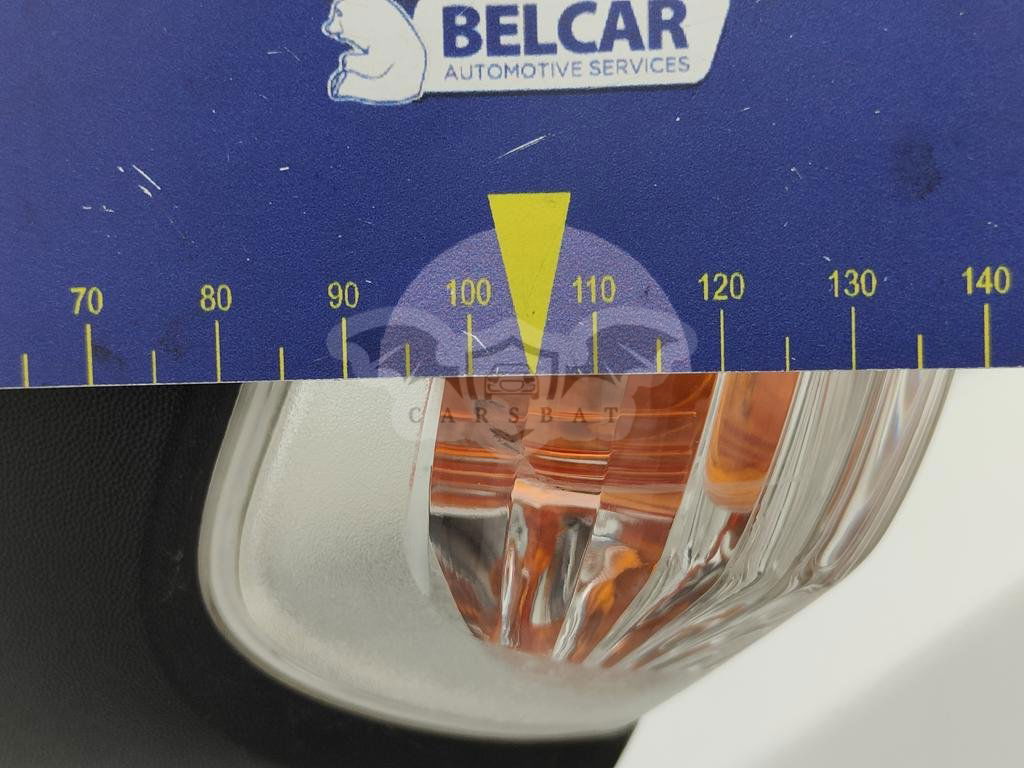 BELCAR
AUTOMOTIVE SERVICES
70 80 90 100 110 120 130 140
CARSBAT